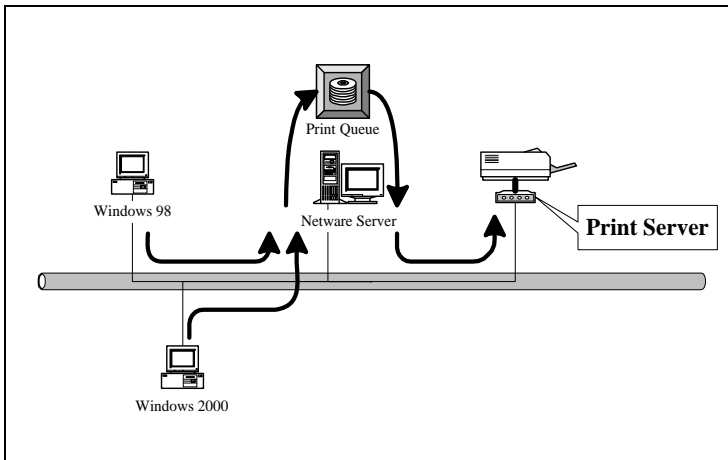 Print Queue
Windows 98
Netware Server
Print Server
Windows 2000